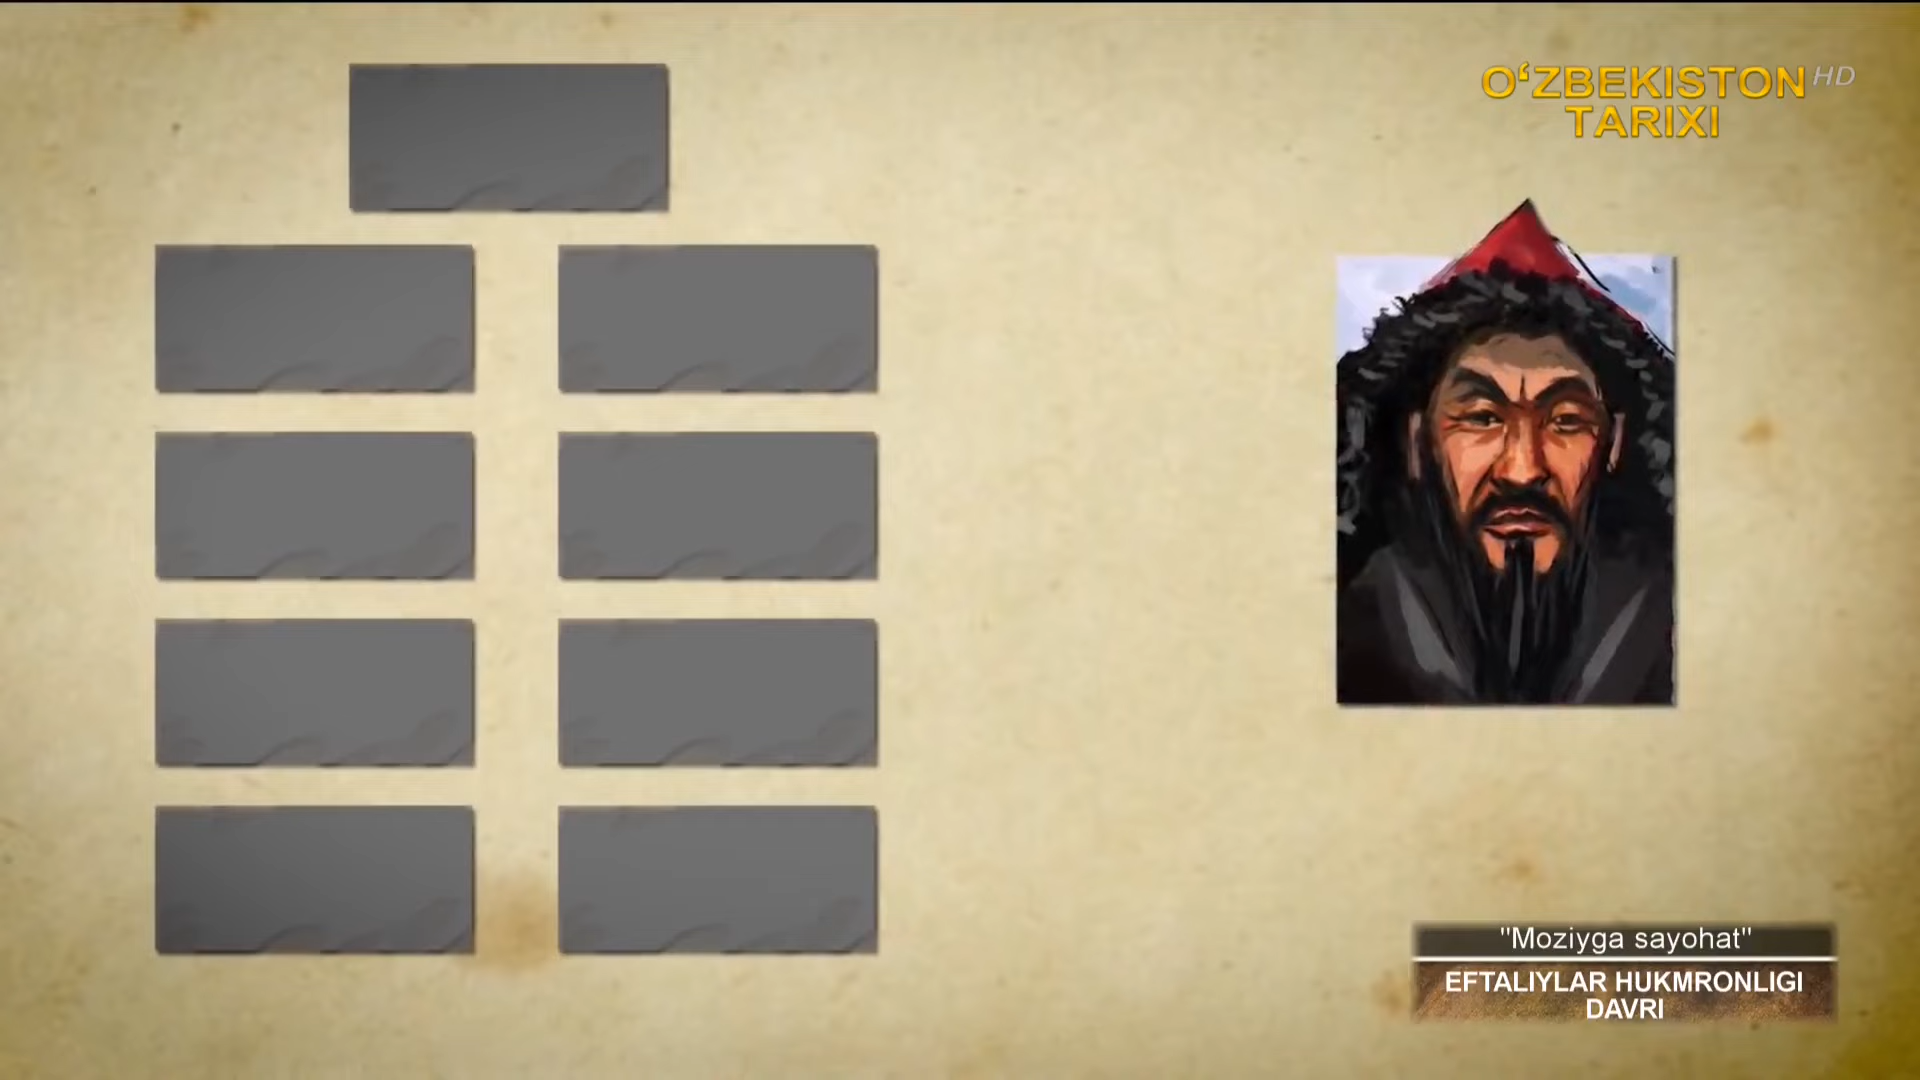 O‘ZBEKISTON HD
TARIXI
"Moziyga sayohat"
EFTALIYLAR HUKMRONLIGI
DAVRI